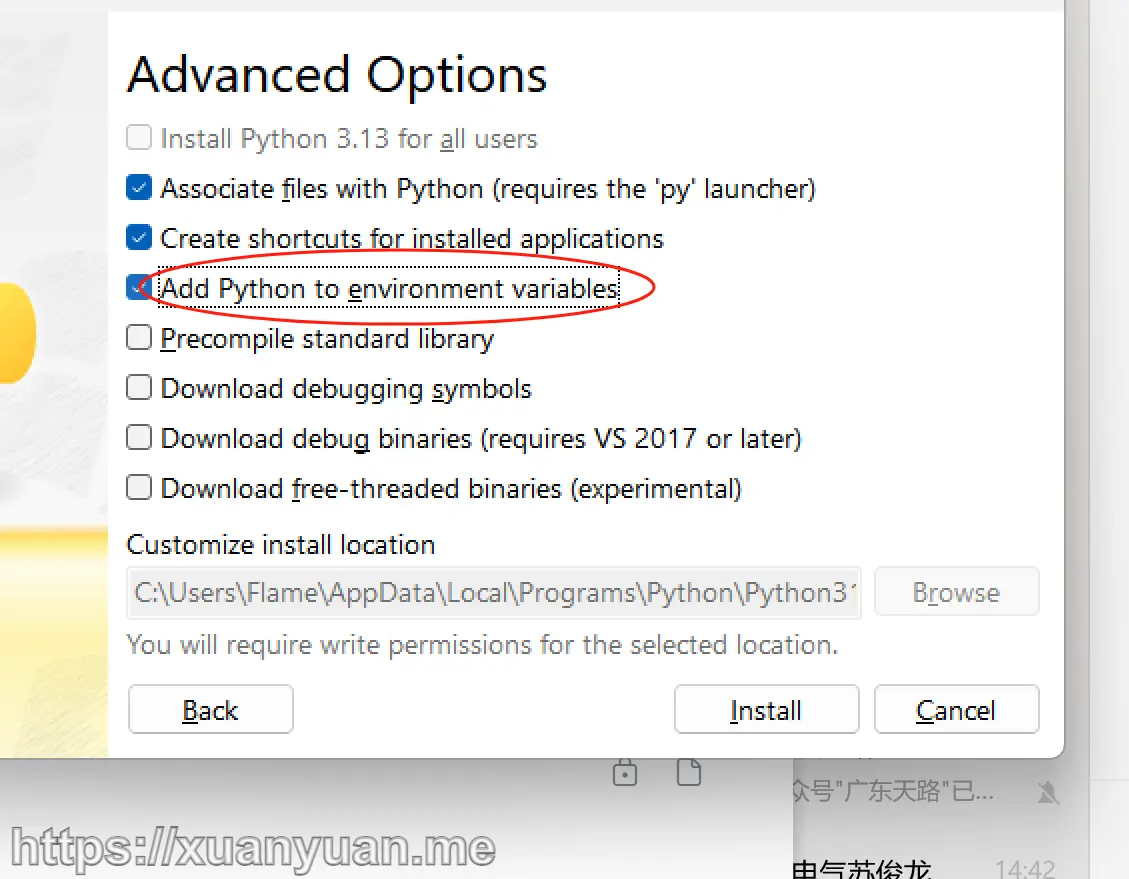 Advanced Options
Install Python 3.13 for all users
Associate files with Python (requires the 'py' launcher)
Create shortcuts for installed applications
Add Python to environment variables
Precompile standard library
Download debugging symbols
Download debug binaries (requires VS 2017 or later)
Download free-threaded binaries (experimental)
Customize install location
C:\Users\Flame\AppData\Local\Programs\Python\Python31
Browse
You will require write permissions for the selected location.
Back
Install
Cancel
众号"广东天路"已...
https://xuanyuan.me
电气苏俊龙
14:42